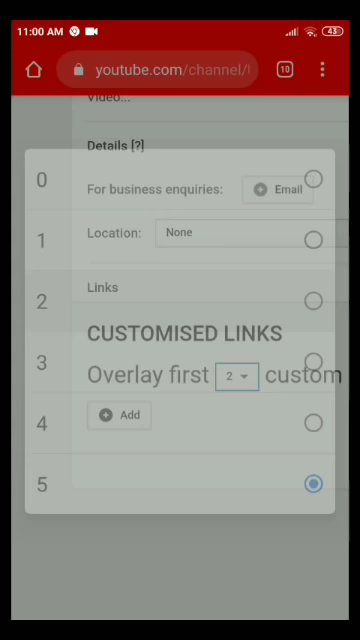 11:00 AM 43
youtube.com/channel/U 10
Video...
Details [?]
0
For business enquiries: Email
Location: None
1
Links
2
CUSTOMISED LINKS
3
Overlay first 2 custom
Add
4
5